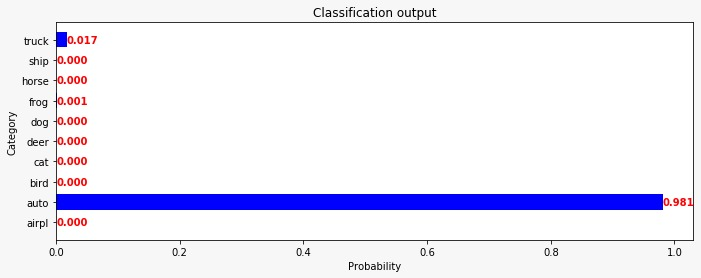 Classification output
Category
truck 0.017
ship 0.000
horse 0.000
frog 0.001
dog 0.000
deer 0.000
cat 0.000
bird 0.000
auto 0.981
airpl 0.000
0.0 0.2 0.4 0.6 0.8 1.0
Probability